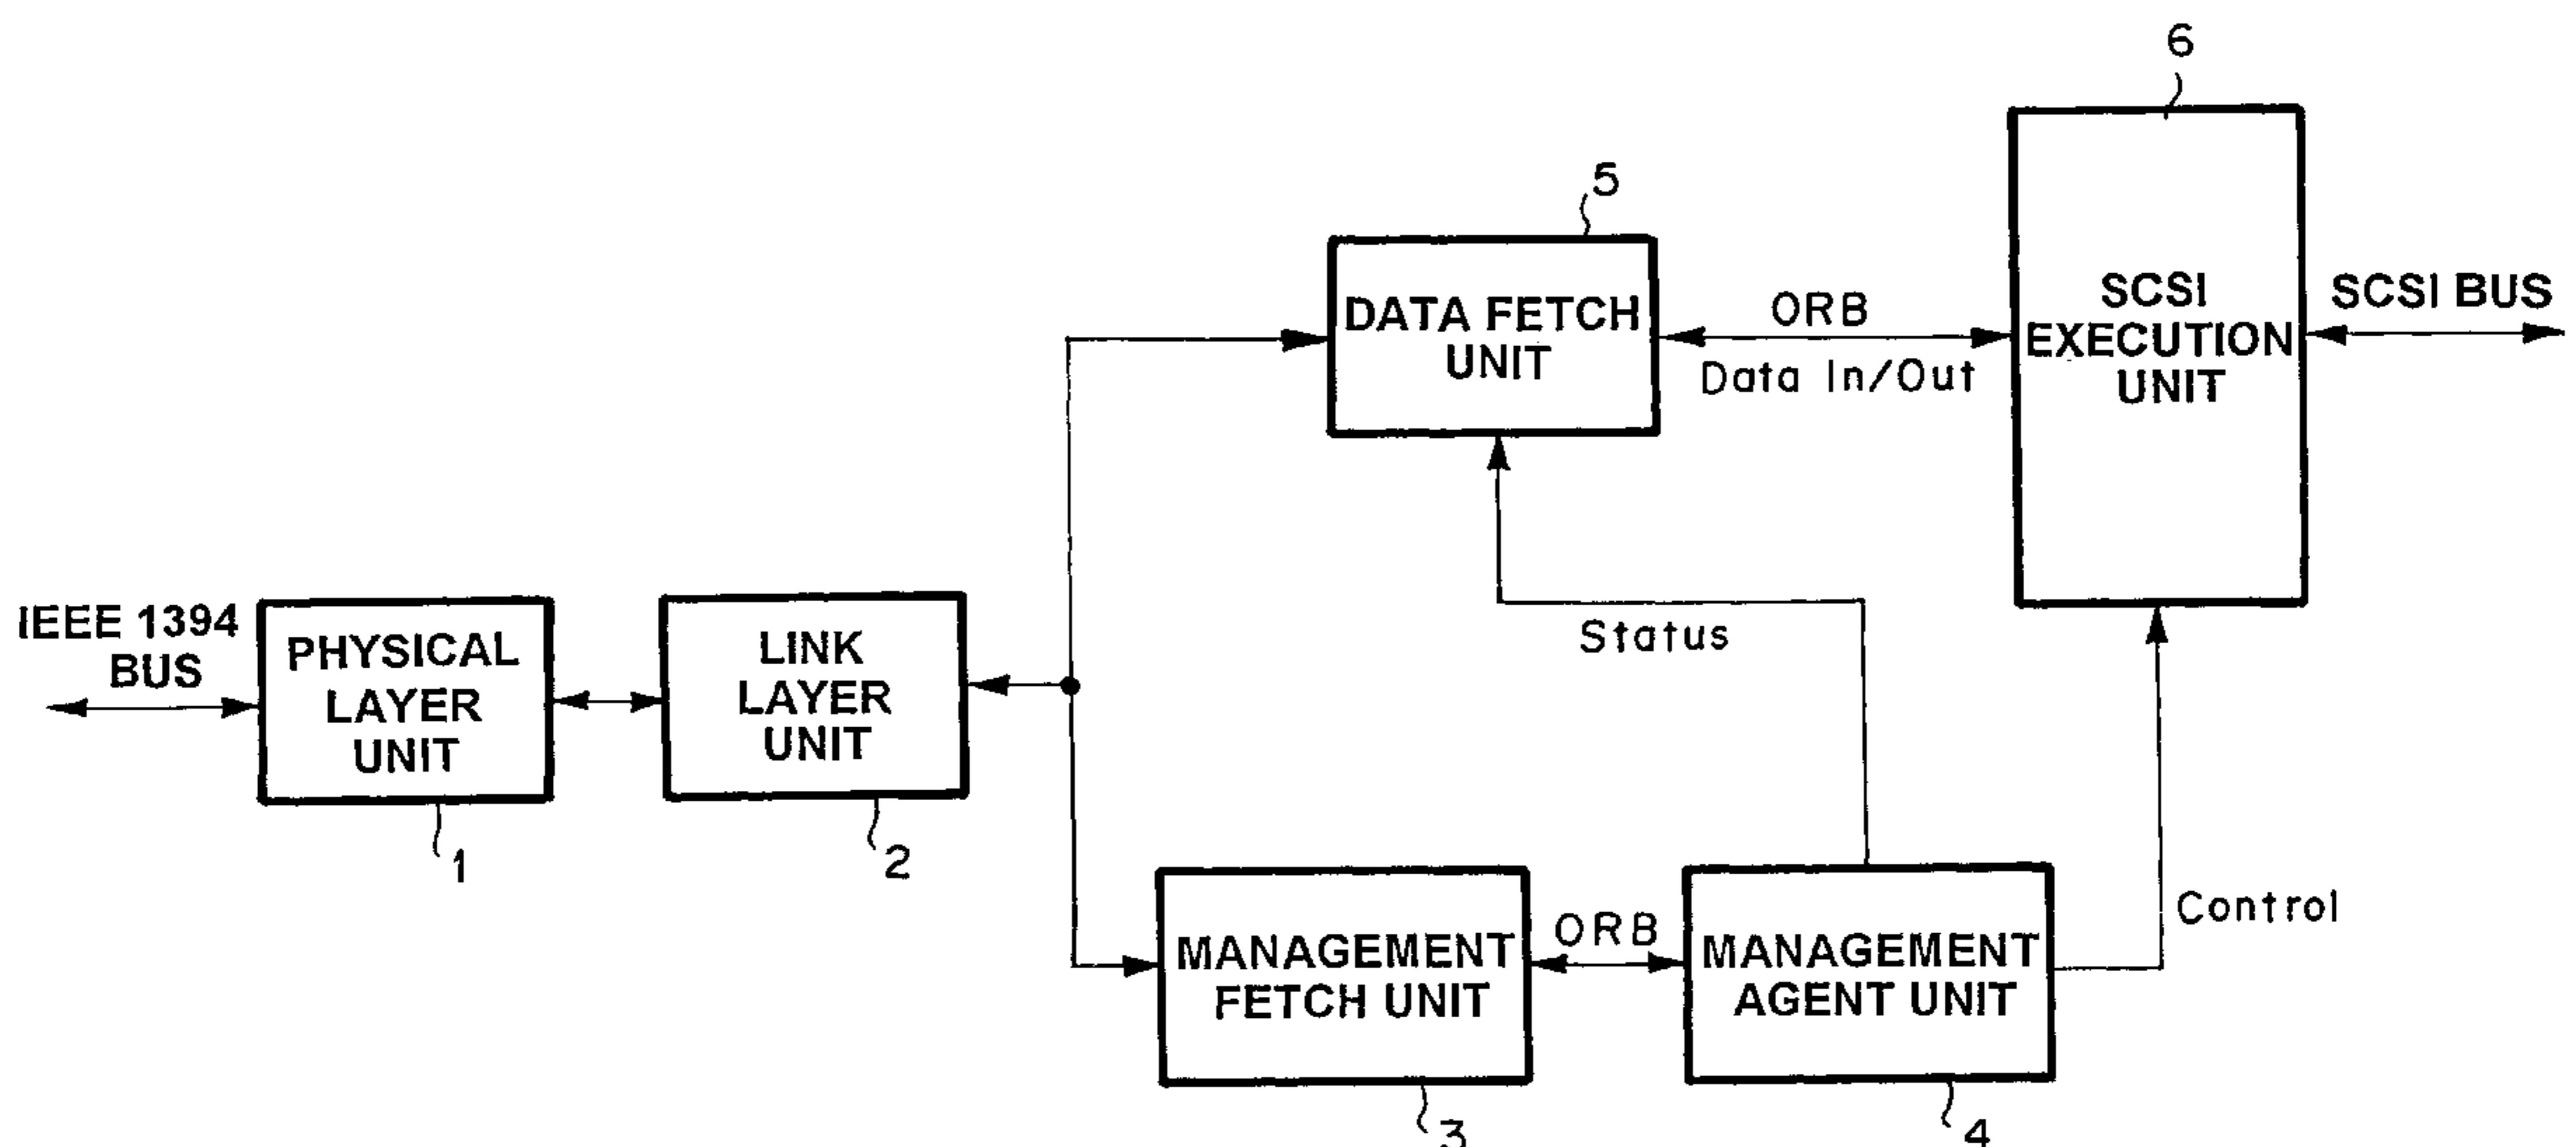 6
5
DATA FETCH
UNIT
ORB
Data In/Out
SCSI
EXECUTION
UNIT
SCSI BUS
IEEE 1394
BUS
PHYSICAL
LAYER
UNIT
1
LINK
LAYER
UNIT
2
Status
Control
MANAGEMENT
FETCH UNIT
3
ORB
MANAGEMENT
AGENT UNIT
4